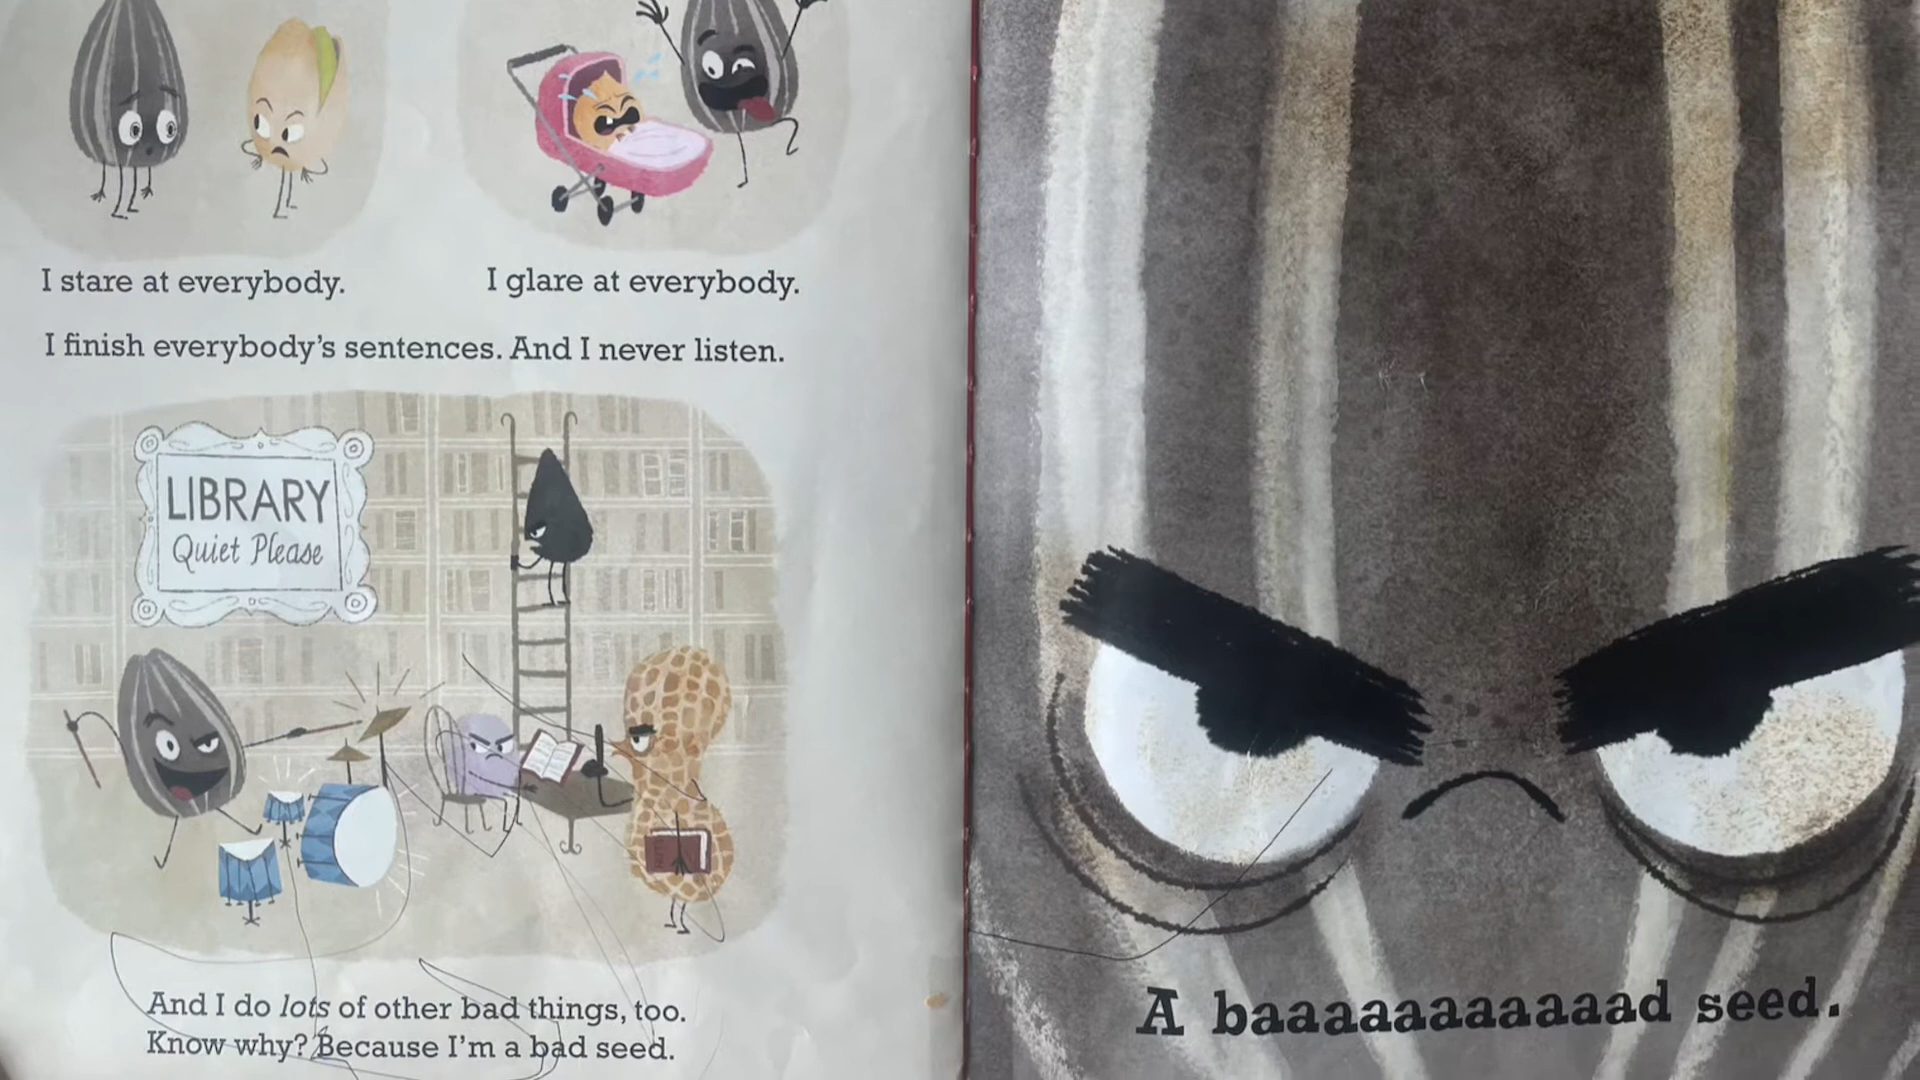 I stare at everybody.
I glare at everybody.
I finish everybody's sentences. And I never listen.
LIBRARY
Quiet Please
And I do lots of other bad things, too.
Know why? Because I'm a bad seed.
A baaaaaaaaaaaad seed.